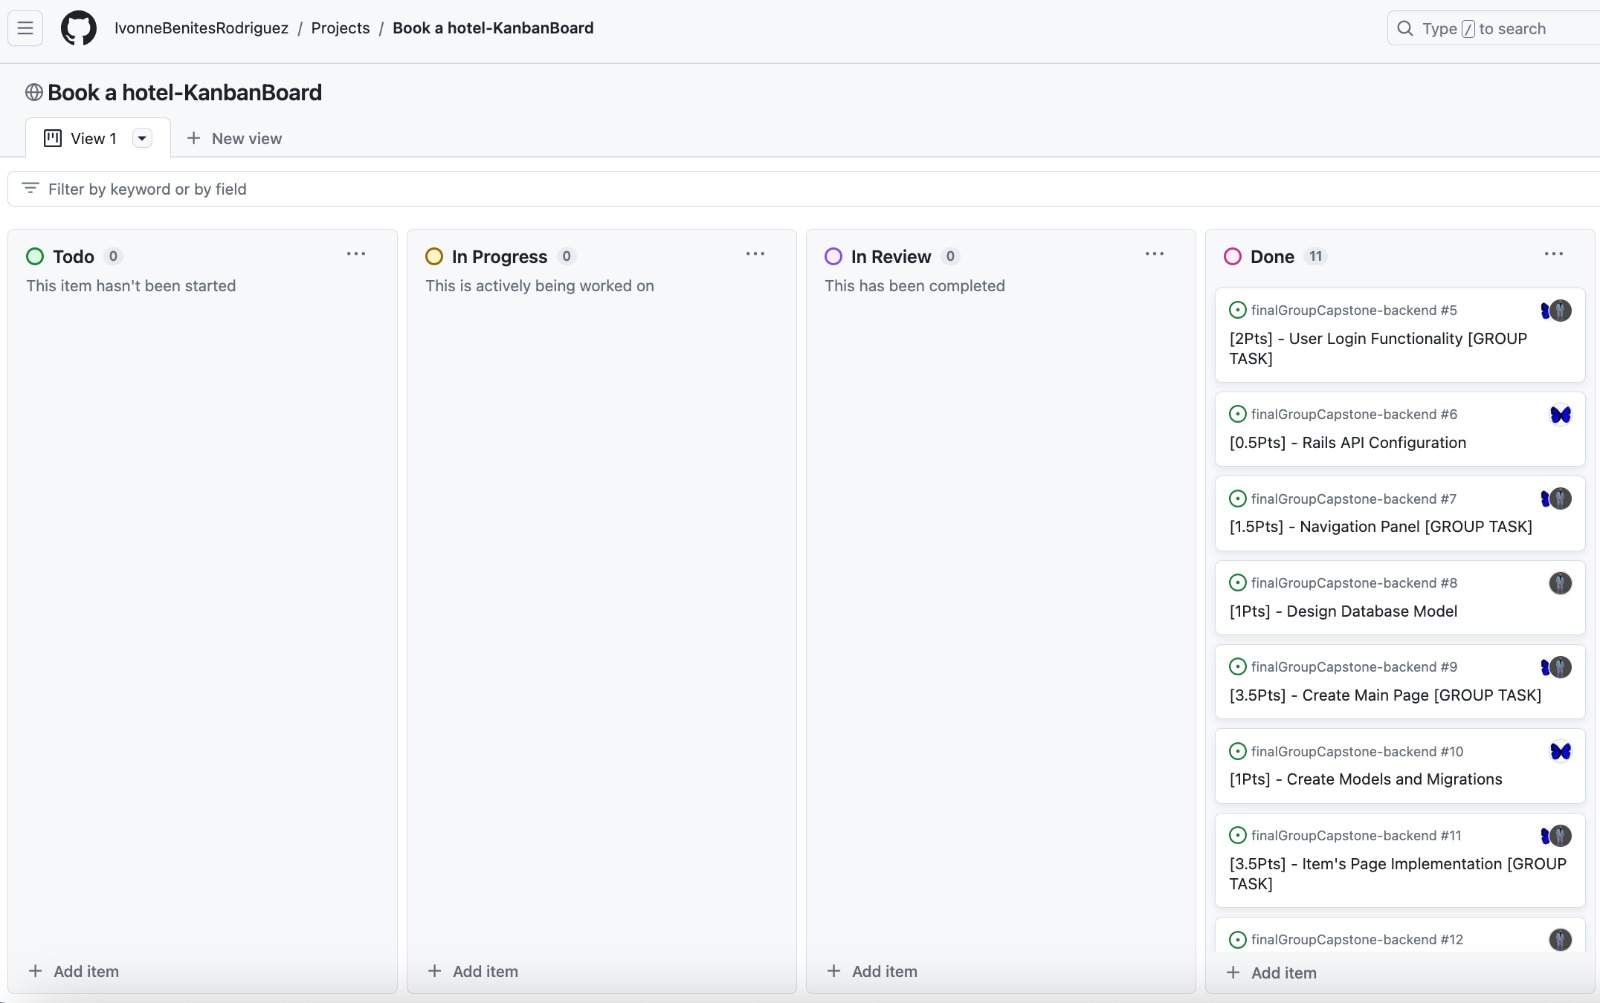 IvonneBenitesRodriguez / Projects / Book a hotel-KanbanBoard
Type / to search
Book a hotel-KanbanBoard
View 1
New view
Filter by keyword or by field
Todo 0
This item hasn't been started
Add item
In Progress 0
This is actively being worked on
Add item
In Review 0
This has been completed
Add item
Done 11
finalGroupCapstone-backend #5
[2Pts] - User Login Functionality [GROUP
TASK]
finalGroupCapstone-backend #6
[0.5Pts] - Rails API Configuration
finalGroupCapstone-backend #7
[1.5Pts] - Navigation Panel [GROUP TASK]
finalGroupCapstone-backend #8
[1Pts] - Design Database Model
finalGroupCapstone-backend #9
[3.5Pts] - Create Main Page [GROUP TASK]
finalGroupCapstone-backend #10
[1Pts] - Create Models and Migrations
finalGroupCapstone-backend #11
[3.5Pts] - Item's Page Implementation [GROUP
TASK]
finalGroupCapstone-backend #12
Add item